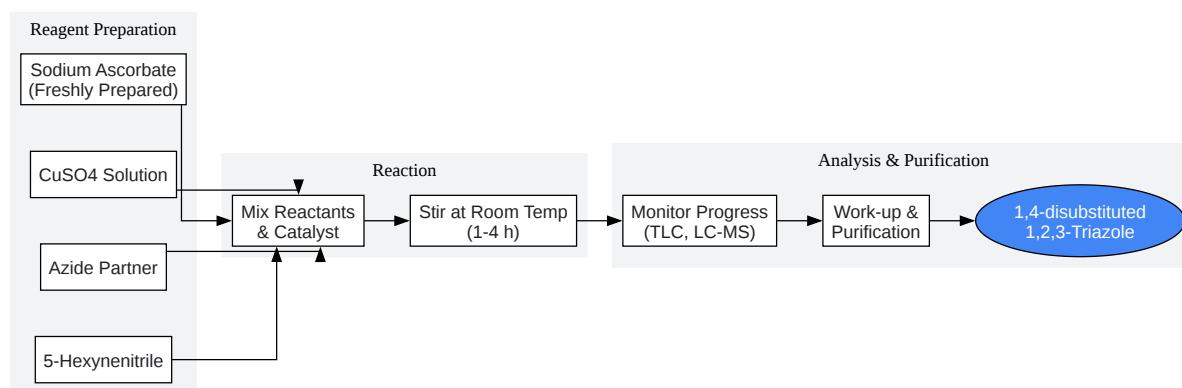 Reagent Preparation
Sodium Ascorbate
(Freshly Prepared)
CuSO4 Solution
Azide Partner
5-Hexynenitrile
Reaction
Mix Reactants
& Catalyst
Stir at Room Temp
(1-4 h)
Analysis & Purification
Monitor Progress
(TLC, LC-MS)
Work-up &
Purification
1,4-disubstituted
1,2,3-Triazole